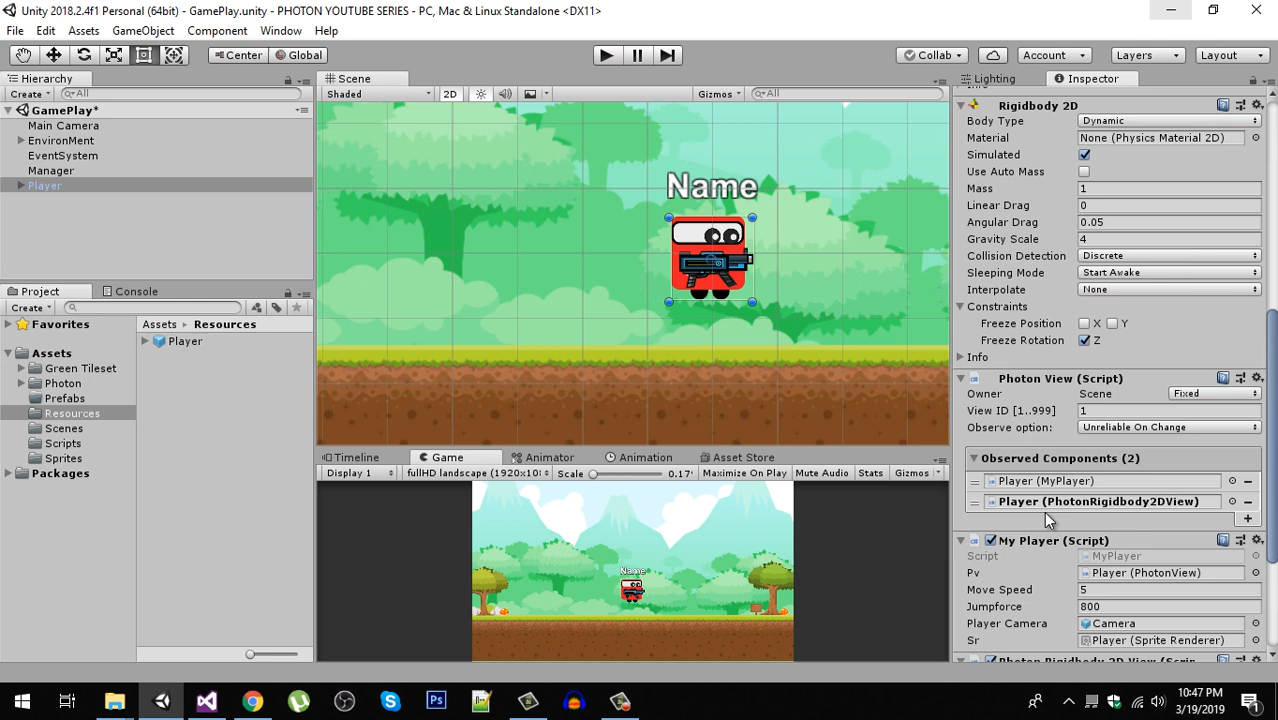 Unity 2018.2.4f1 Personal (64bit) - GamePlay.unity - PHOTON YOUTUBE SERIES - PC, Mac & Linux Standalone <DX11>
File Edit Assets GameObject Component Window Help
Center Global Collab Account Layers Layout
Hierarchy
Create All
GamePlay*
Main Camera
EnvironMent
EventSystem
Manager
Player
Project Console
Create
Favorites
Assets
Green Tileset
Photon
Prefabs
Resources
Scenes
Scripts
Sprites
Packages
Assets Resources
Player
Scene
Shaded 2D Gizmos All
Name
Timeline Game Animator Animation Asset Store
Display 1 fullHD landscape (1920x10 Scale 0.17 Maximize On Play Mute Audio Stats Gizmos
Name
Lighting Inspector
Rigidbody 2D
Body Type Dynamic
Material None (Physics Material 2D)
Simulated
Use Auto Mass
Mass 1
Linear Drag 0
Angular Drag 0.05
Gravity Scale 4
Collision Detection Discrete
Sleeping Mode Start Awake
Interpolate None
Constraints
Freeze Position X Y
Freeze Rotation Z
Info
Photon View (Script)
Owner Scene Fixed
View ID [1..999] 1
Observe option: Unreliable On Change
Observed Components (2)
Player (MyPlayer)
Player (PhotonRigidbody2DView)
My Player (Script)
Script MyPlayer
Pv Player (PhotonView)
Move Speed 5
Jumpforce 800
Player Camera Camera
Sr Player (Sprite Renderer)
10:47 PM
3/19/2019
1